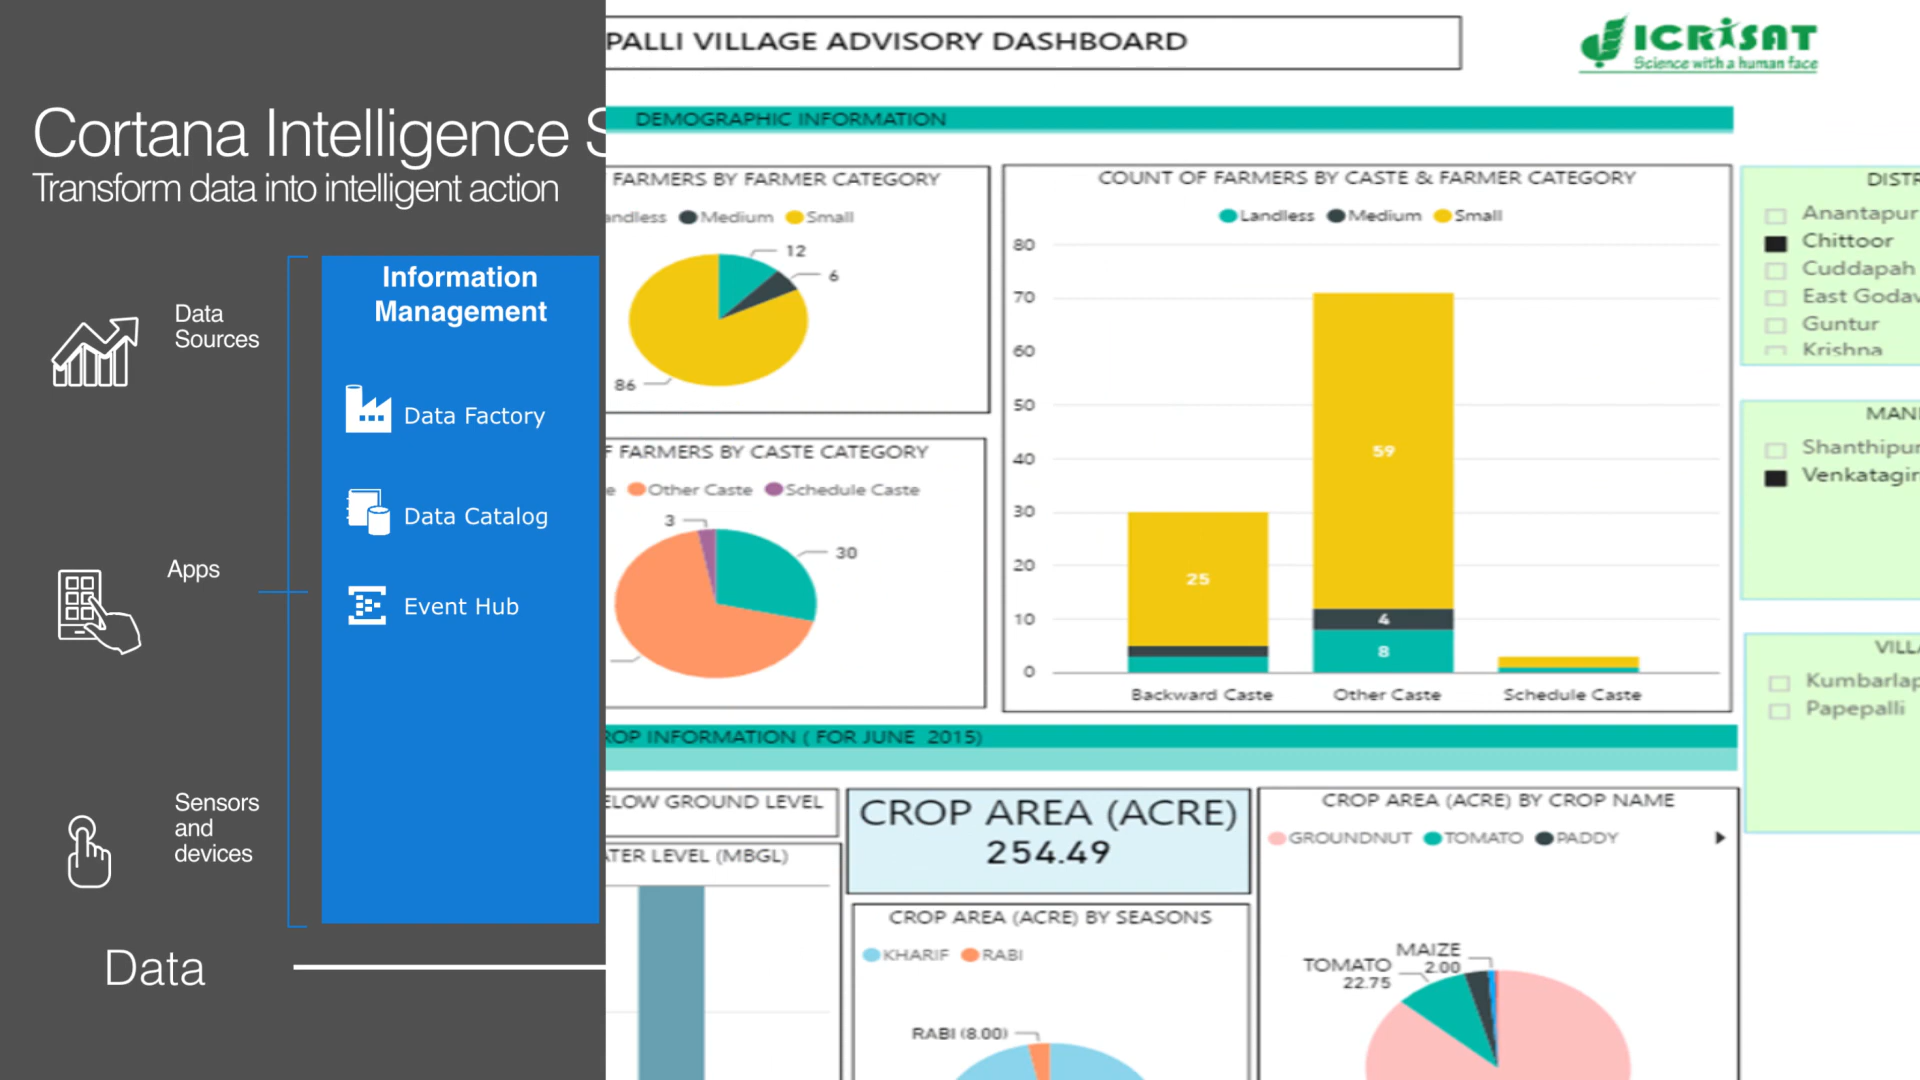 Cortana Intelligence S
Transform data into intelligent action
Data
Sources
Apps
Sensors
and
devices
Data
Information
Management
Data Factory
Data Catalog
Event Hub
PALLI VILLAGE ADVISORY DASHBOARD
ICRISAT
Science with a human face
DEMOGRAPHIC INFORMATION
FARMERS BY FARMER CATEGORY
andless Medium Small
12
6
86
F FARMERS BY CASTE CATEGORY
e Other Caste Schedule Caste
3
30
COUNT OF FARMERS BY CASTE & FARMER CATEGORY
Landless Medium Small
80
70
60
50
40
30
20
10
0
25
59
4
8
Backward Caste Other Caste Schedule Caste
DISTR
Anantapur
Chittoor
Cuddapah
East Godav
Guntur
Krishna
MAN
Shanthipur
Venkatagir
VILLA
Kumbarlap
Papepalli
ROP INFORMATION ( FOR JUNE 2015)
ELOW GROUND LEVEL
TER LEVEL (MBGL)
CROP AREA (ACRE)
254.49
CROP AREA (ACRE) BY SEASONS
KHARIF RABI
RABI (8.00)
CROP AREA (ACRE) BY CROP NAME
GROUNDNUT TOMATO PADDY
MAIZE
2.00
TOMATO
22.75